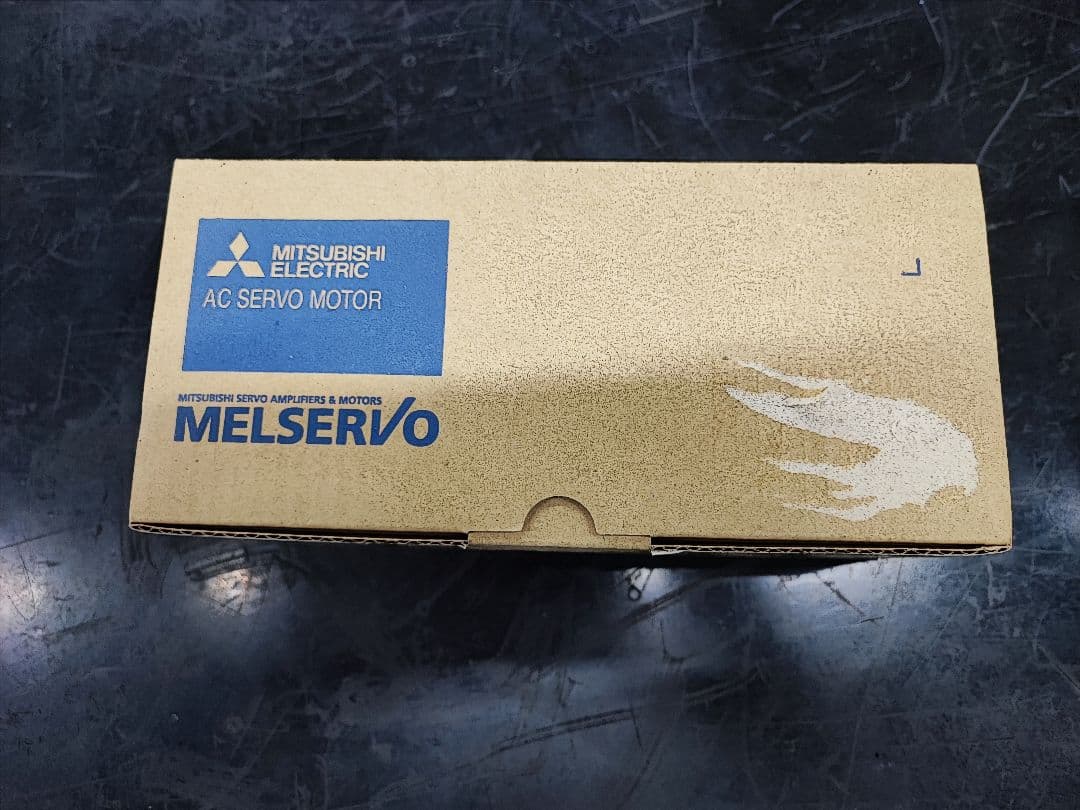 MITSUBISHI
ELECTRIC
AC SERVO MOTOR
MITSUBISHI SERVO AMPLIFIERS & MOTORS
MELSERVO